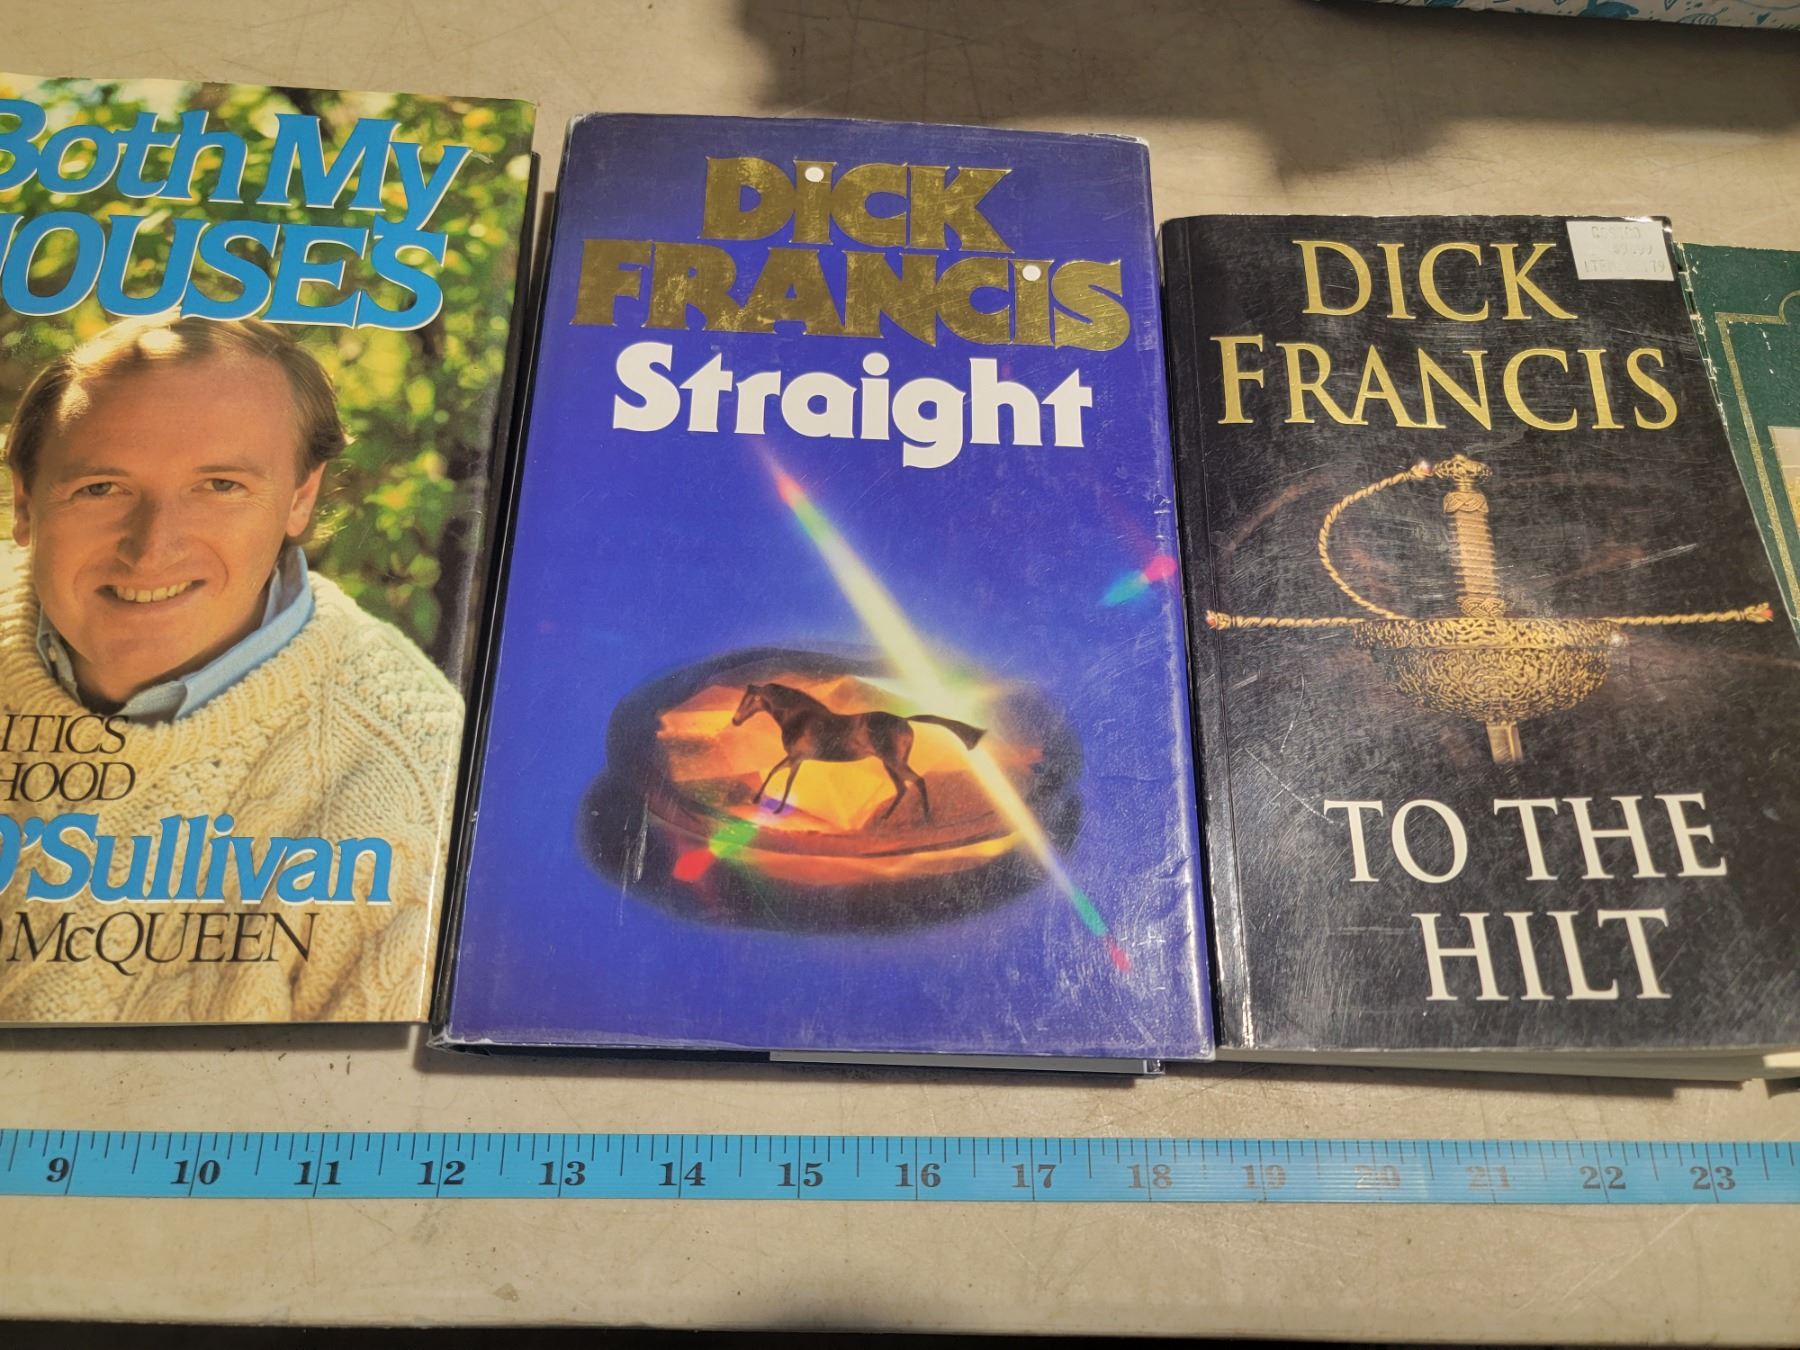 Both My
HOUSES
ITICS
HOOD
O'Sullivan
McQUEEN
DICK
FRANCIS
Straight
DICK
FRANCIS
TO THE
HILT
9 10 11 12 13 14 15 16 17 18 19 20 21 22 23